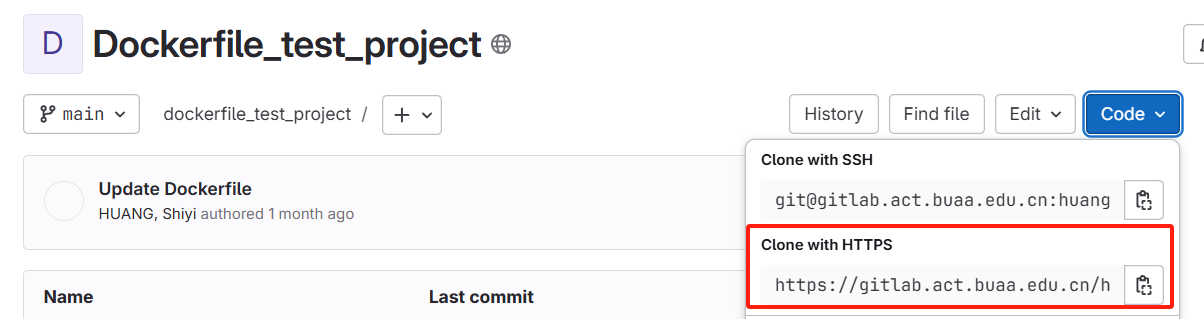 D
Dockerfile_test_project
main
dockerfile_test_project /
+
History
Find file
Edit
Code
Clone with SSH
git@gitlab.act.buaa.edu.cn:huang
Update Dockerfile
HUANG, Shiyi authored 1 month ago
Clone with HTTPS
https://gitlab.act.buaa.edu.cn/h
Name
Last commit